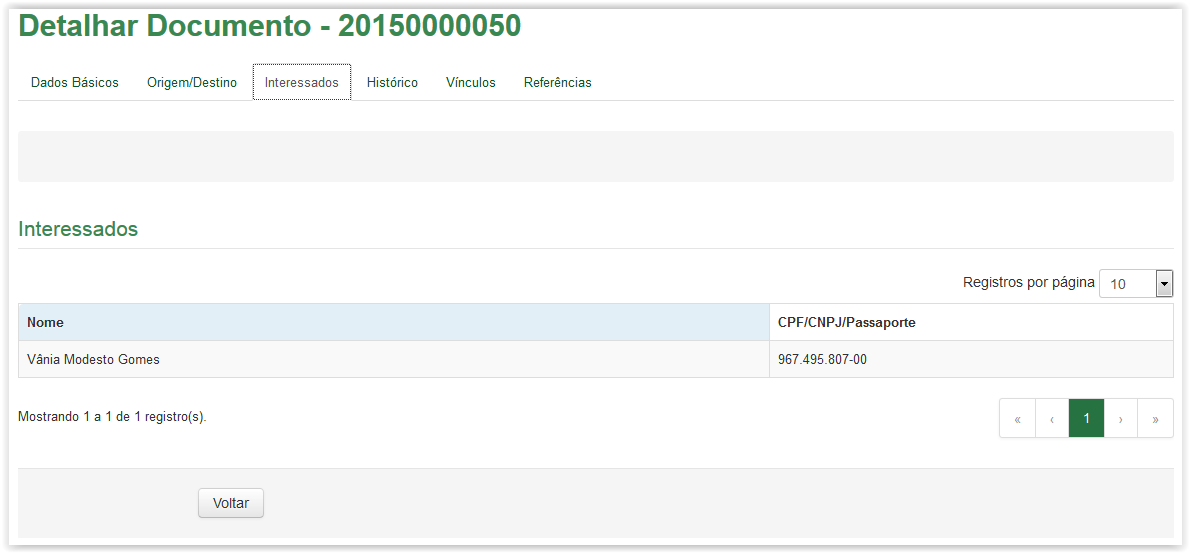 Detalhar Documento - 20150000050
Dados Básicos Origem/Destino Interessados Histórico Vínculos Referências
Interessados
Registros por página 10
Nome CPF/CNPJ/Passaporte
Vânia Modesto Gomes 967.495.807-00
Mostrando 1 a 1 de 1 registro(s). « ‹ 1 › »
Voltar